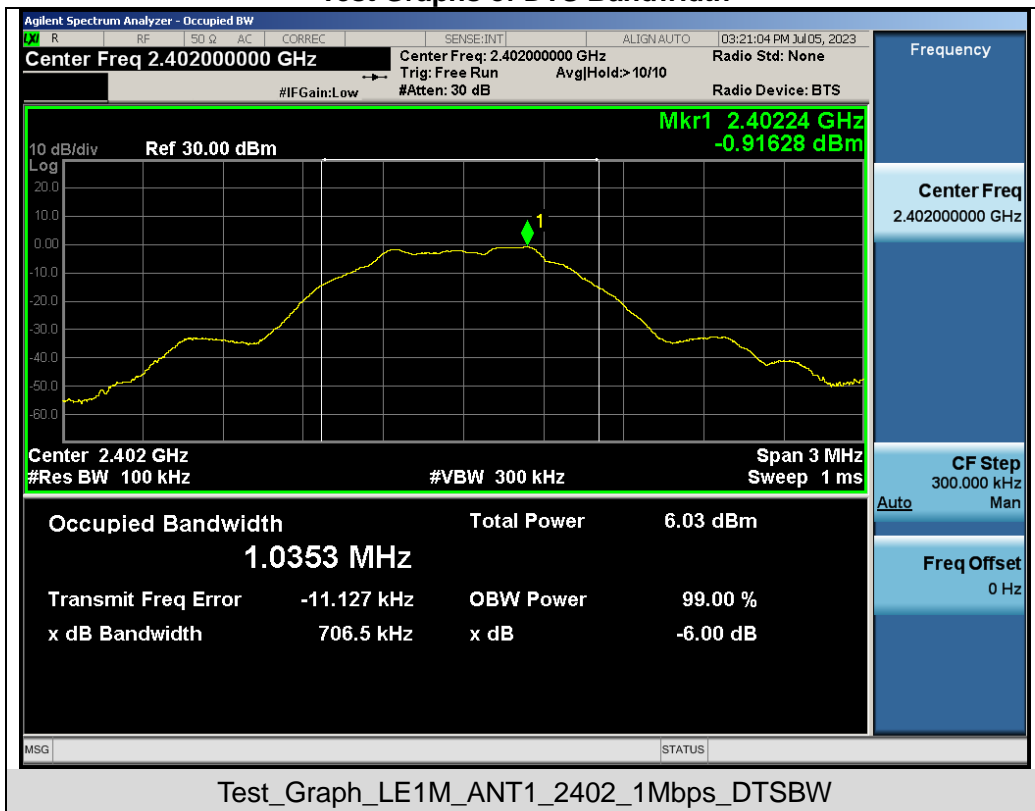 Test Graphs of DTS Bandwidth
Agilent Spectrum Analyzer - Occupied BW
LXI R RF 50 Ω AC CORREC SENSE:INT ALIGN AUTO 03:21:04 PM Jul 05, 2023
Center Freq 2.402000000 GHz
Center Freq: 2.402000000 GHz
Radio Std: None
Trig: Free Run Avg|Hold:>10/10
#IFGain:Low
#Atten: 30 dB
Radio Device: BTS
Mkr1 2.40224 GHz
-0.91628 dBm
10 dB/div Ref 30.00 dBm
Log
20.0
10.0
0.00
-10.0
-20.0
-30.0
-40.0
-50.0
-60.0
1
Center 2.402 GHz Span 3 MHz
#Res BW 100 kHz #VBW 300 kHz Sweep 1 ms
Occupied Bandwidth Total Power 6.03 dBm
1.0353 MHz
Transmit Freq Error -11.127 kHz OBW Power 99.00 %
x dB Bandwidth 706.5 kHz x dB -6.00 dB
MSG STATUS
Frequency
Center Freq
2.402000000 GHz
CF Step
300.000 kHz
Auto Man
Freq Offset
0 Hz
Test_Graph_LE1M_ANT1_2402_1Mbps_DTSBW